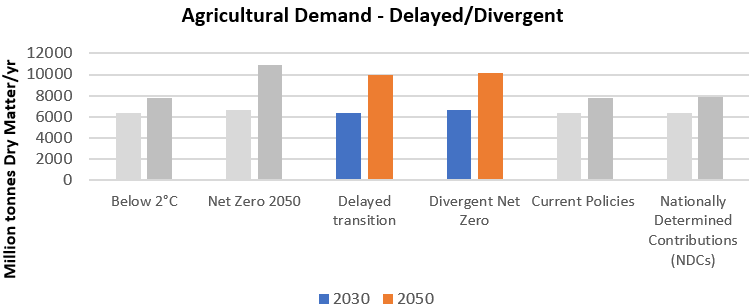 Agricultural Demand - Delayed/Divergent
Million tonnes Dry Matter/yr
12000
10000
8000
6000
4000
2000
0
Below 2°C
Net Zero 2050
Delayed
transition
Divergent Net
Zero
Current Policies
Nationally
Determined
Contributions
(NDCs)
2030
2050